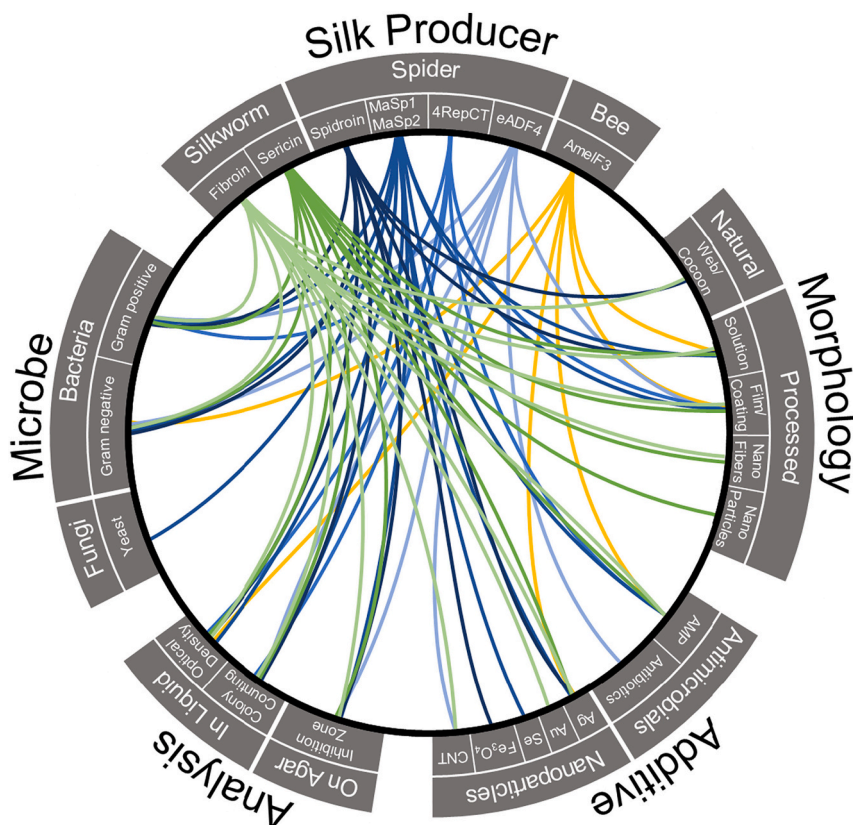 Silk Producer
Silkworm
Fibroin
Sericin
Spider
Spidroin
MaSp1
MaSp2
4RepCT
eADF4
Bee
AmelF3
Morphology
Natural
Web/
Cocoon
Processed
Solution
Film/
Coating
Nano
Fibers
Nano
Particles
Additive
Antimicrobials
AMP
Antibiotics
Nanoparticles
Ag
Au
Se
Fe₃O₄
CNT
Analysis
On Agar
Inhibition
Zone
In Liquid
Colony
Counting
Optical
Density
Microbe
Fungi
Yeast
Bacteria
Gram negative
Gram positive